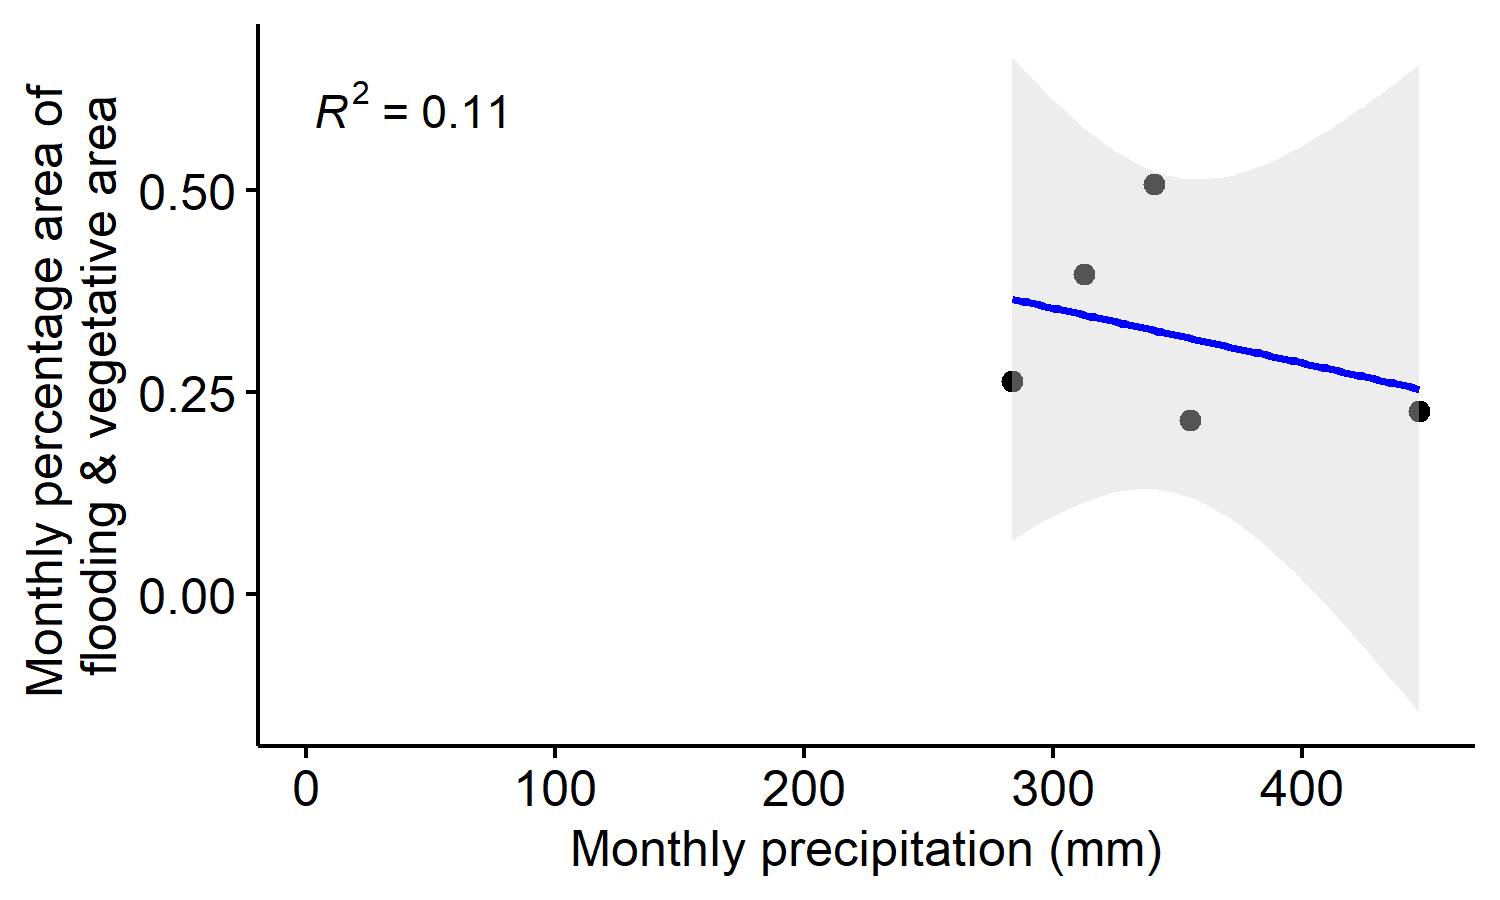 Monthly percentage area of
flooding & vegetative area
R² = 0.11
0.50
0.25
0.00
0 100 200 300 400
Monthly precipitation (mm)